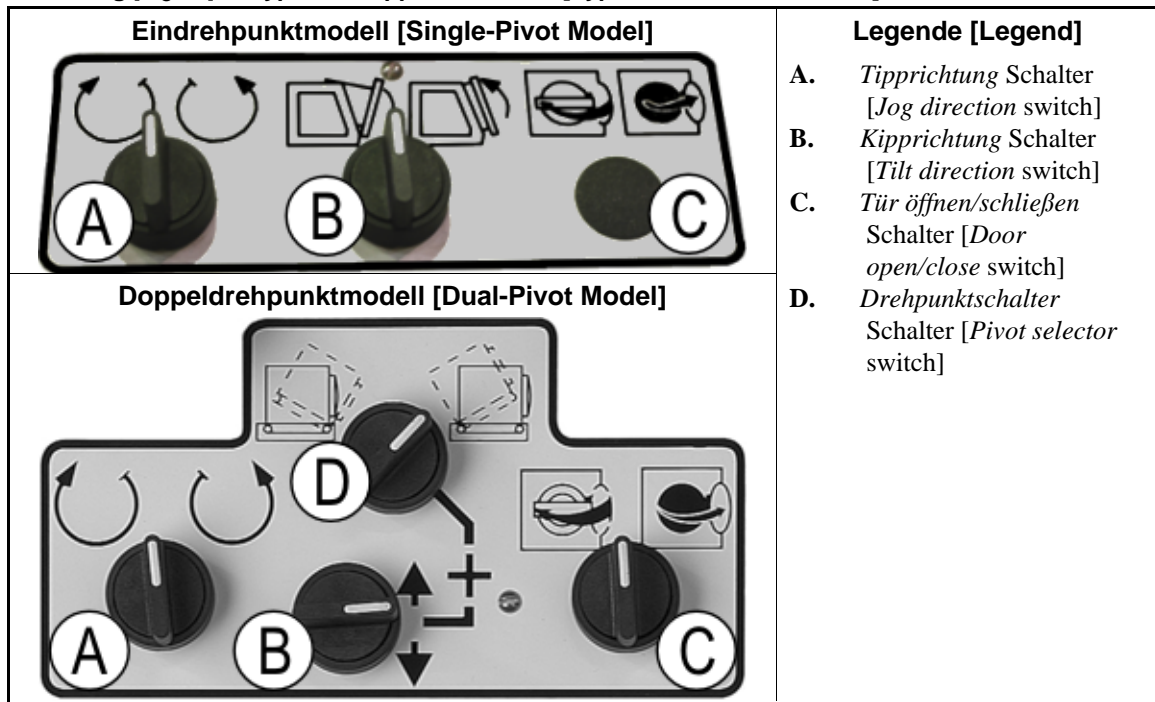 Eindrehpunktmodell [Single-Pivot Model]
A
B
C
Doppeldrehpunktmodell [Dual-Pivot Model]
D
A
B
C
Legende [Legend]
A. Tipprichtung Schalter
[Jog direction switch]
B. Kipprichtung Schalter
[Tilt direction switch]
C. Tür öffnen/schließen
Schalter [Door
open/close switch]
D. Drehpunktschalter
Schalter [Pivot selector
switch]